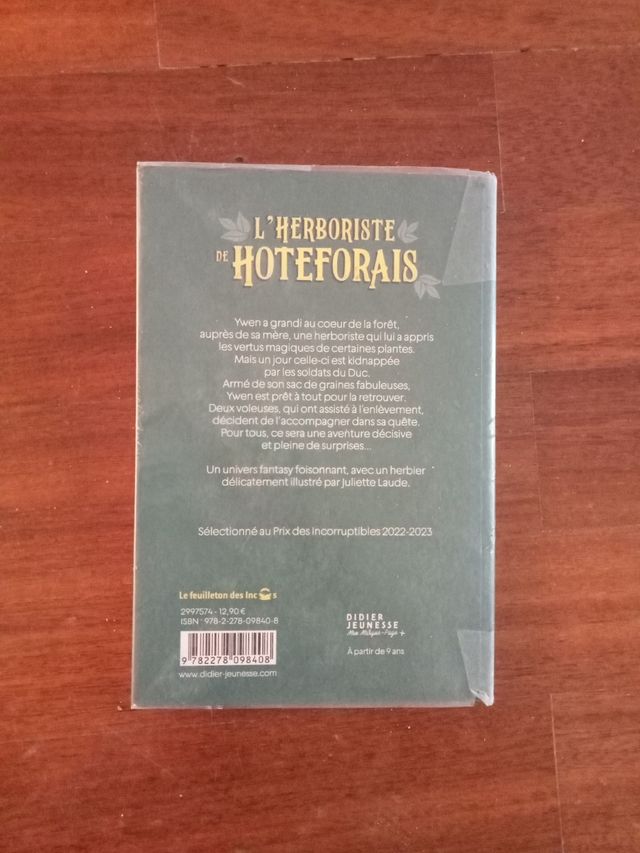 L'HERBORISTE
DE HOTEFORAIS
Ywen a grandi au coeur de la forêt,
auprès de sa mère, une herboriste qui lui a appris
les vertus magiques de certaines plantes.
Mais un jour celle-ci est kidnappée
par les soldats du Duc.
Armé de son sac de graines fabuleuses,
Ywen est prêt à tout pour la retrouver.
Deux voleuses, qui ont assisté à l'enlèvement,
décident de l'accompagner dans sa quête.
Pour tous, ce sera une aventure décisive
et pleine de surprises...
Un univers fantasy foisonnant, avec un herbier
délicatement illustré par Juliette Laude.
Sélectionné au Prix des Incorruptibles 2022-2023
Le feuilleton des Inc s
2997574 - 12,90 €
ISBN : 978-2-278-09840-8
9 782278 098408
www.didier-jeunesse.com
DIDIER
JEUNESSE
Mon Métique-Page +
À partir de 9 ans